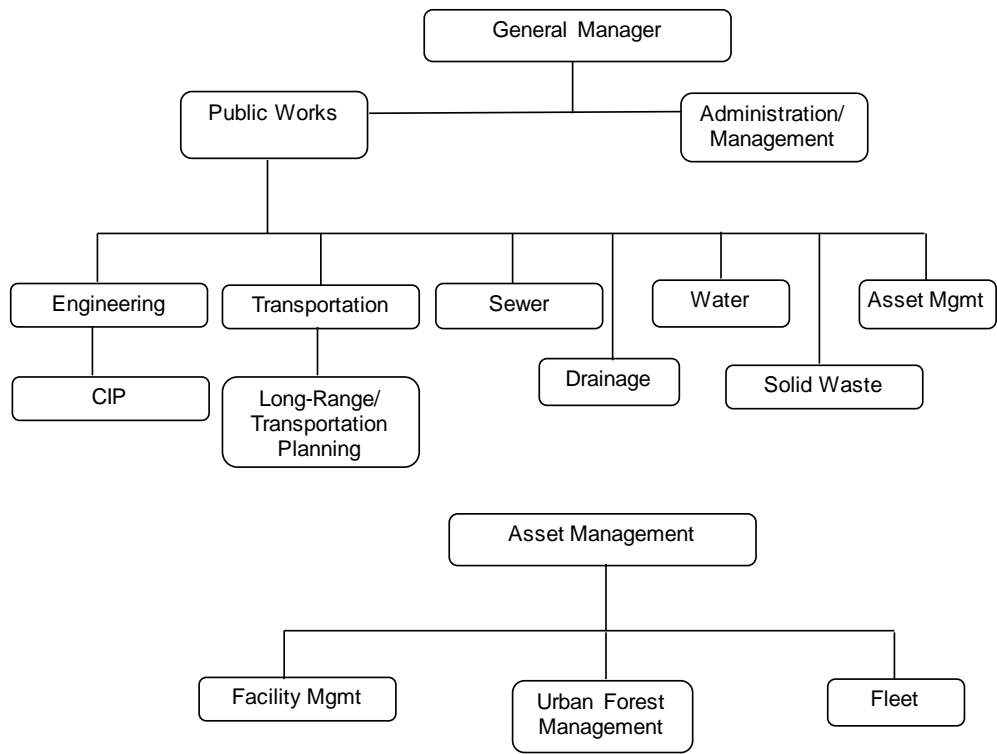 General Manager
Public Works
Administration/
Management
Engineering
Transportation
Sewer
Water
Asset Mgmt
Drainage
Solid Waste
CIP
Long-Range/
Transportation
Planning
Asset Management
Facility Mgmt
Urban Forest
Management
Fleet